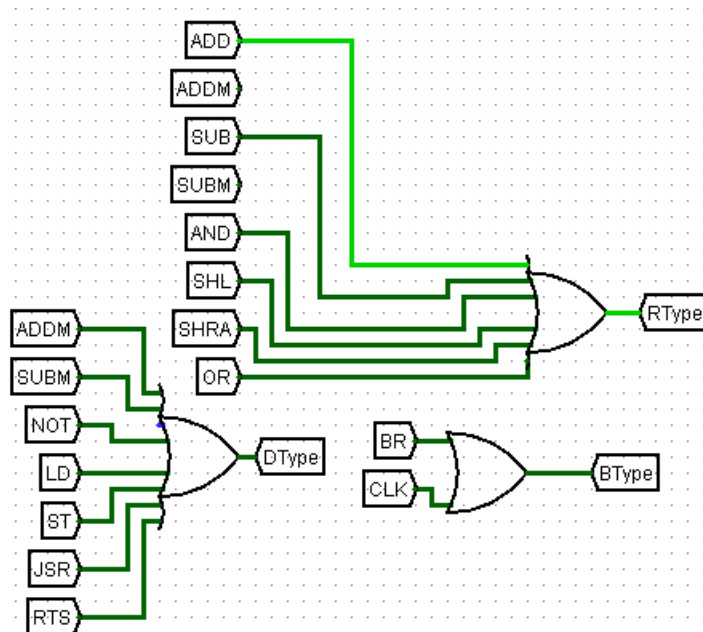 ADD
ADDM
SUB
SUBM
AND
SHL
SHRA
OR
RType
ADDM
SUBM
NOT
LD
ST
JSR
RTS
DType
BR
CLK
BType